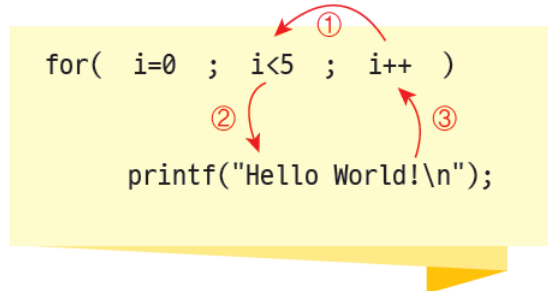 ①
for( i=0 ; i<5 ; i++ )
② ③
printf("Hello World!\n");